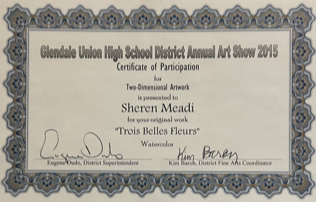 Glendale Union High School District Annual Art Show 2015
Certificate of Participation
for
Two-Dimensional Artwork
is presented to
Sheren Meadi
for your original work
"Trois Belles Fleurs"
Watercolor
Eugene Dudo, District Superintendent
Kim Baroh, District Fine Arts Coordinator